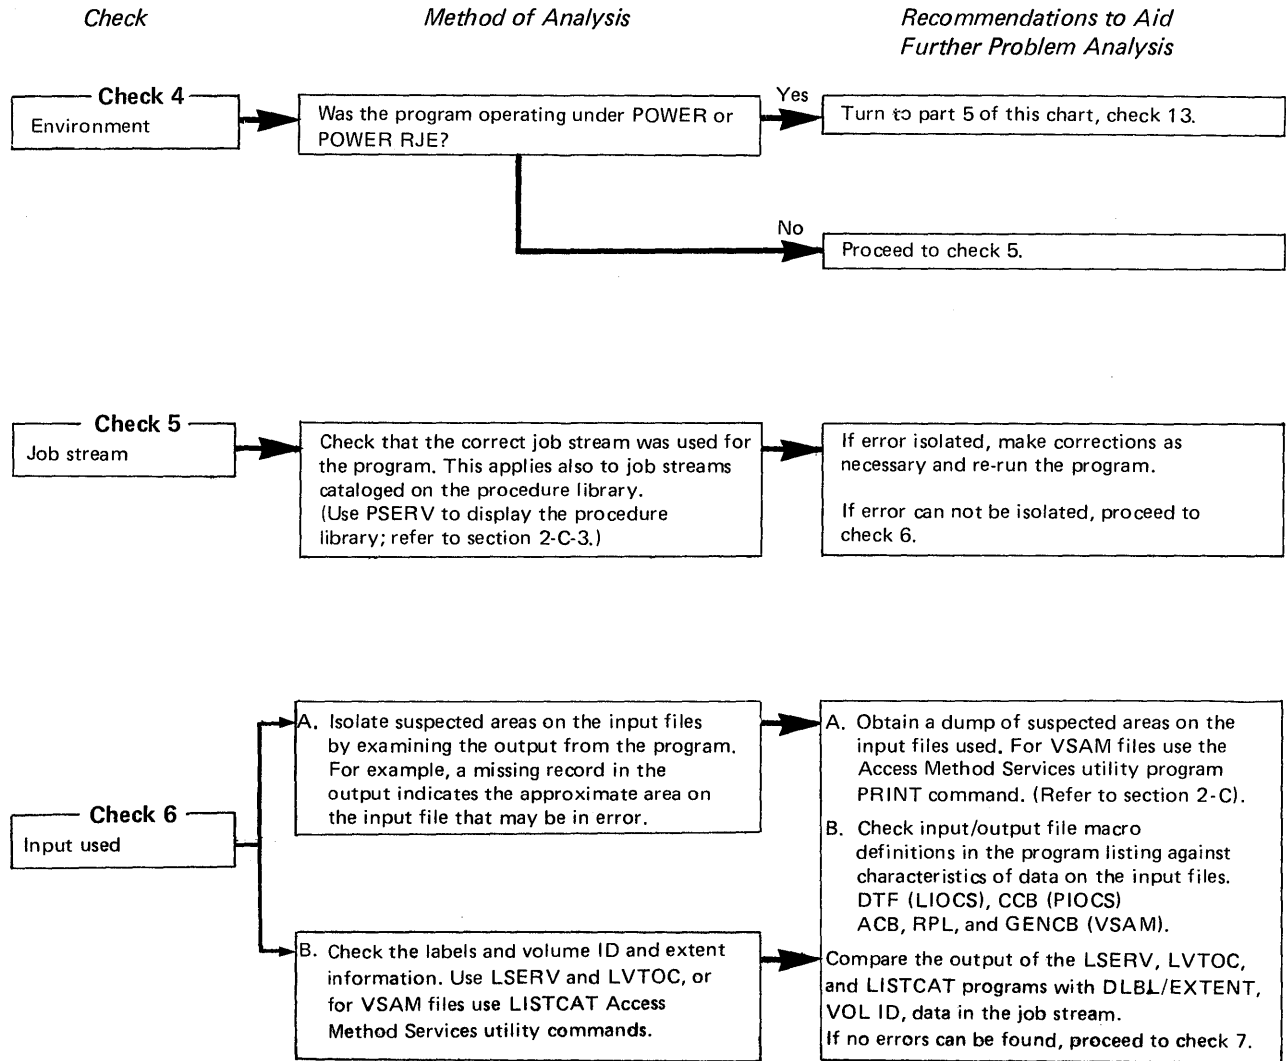 Check
Method of Analysis
Recommendations to Aid
Further Problem Analysis
Check 4
Environment
Was the program operating under POWER or
POWER RJE?
Yes
Turn to part 5 of this chart, check 13.
No
Proceed to check 5.
Check 5
Job stream
Check that the correct job stream was used for
the program. This applies also to job streams
cataloged on the procedure library.
(Use PSERV to display the procedure
library; refer to section 2-C-3.)
If error isolated, make corrections as
necessary and re-run the program.
If error can not be isolated, proceed to
check 6.
Check 6
Input used
A. Isolate suspected areas on the input files
by examining the output from the program.
For example, a missing record in the
output indicates the approximate area on
the input file that may be in error.
A. Obtain a dump of suspected areas on the
input files used. For VSAM files use the
Access Method Services utility program
PRINT command. (Refer to section 2-C).
B. Check input/output file macro
definitions in the program listing against
characteristics of data on the input files.
DTF (LIOCS), CCB (PIOCS)
ACB, RPL, and GENCB (VSAM).
B. Check the labels and volume ID and extent
information. Use LSERV and LVTOC, or
for VSAM files use LISTCAT Access
Method Services utility commands.
Compare the output of the LSERV, LVTOC,
and LISTCAT programs with DLBL/EXTENT,
VOL ID, data in the job stream.
If no errors can be found, proceed to check 7.